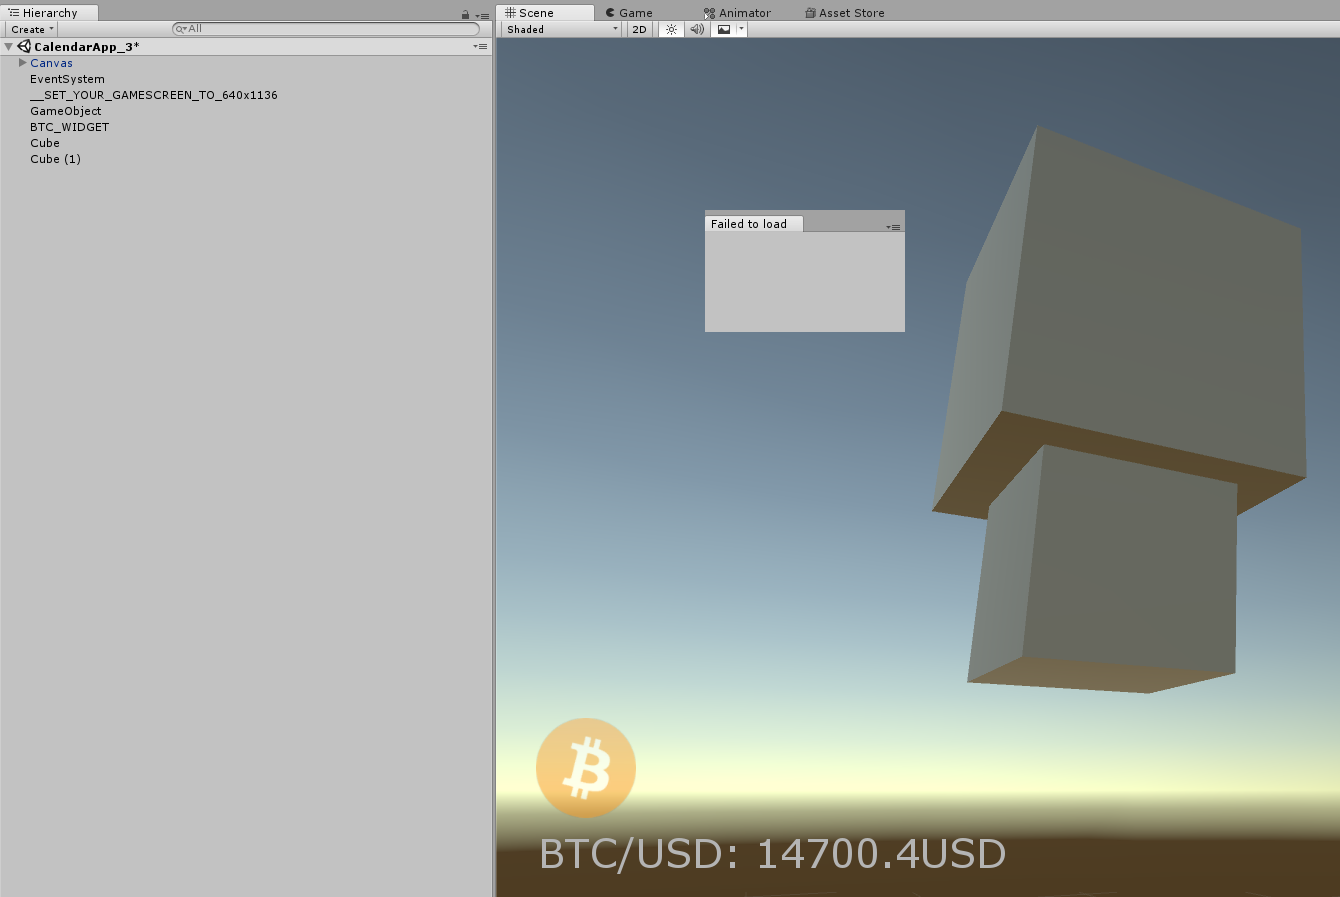 Hierarchy
Create
All
CalendarApp_3*
Canvas
EventSystem
__SET_YOUR_GAMESCREEN_TO_640x1136
GameObject
BTC_WIDGET
Cube
Cube (1)
Scene
Game
Animator
Asset Store
Shaded
2D
Failed to load
BTC/USD: 14700.4USD